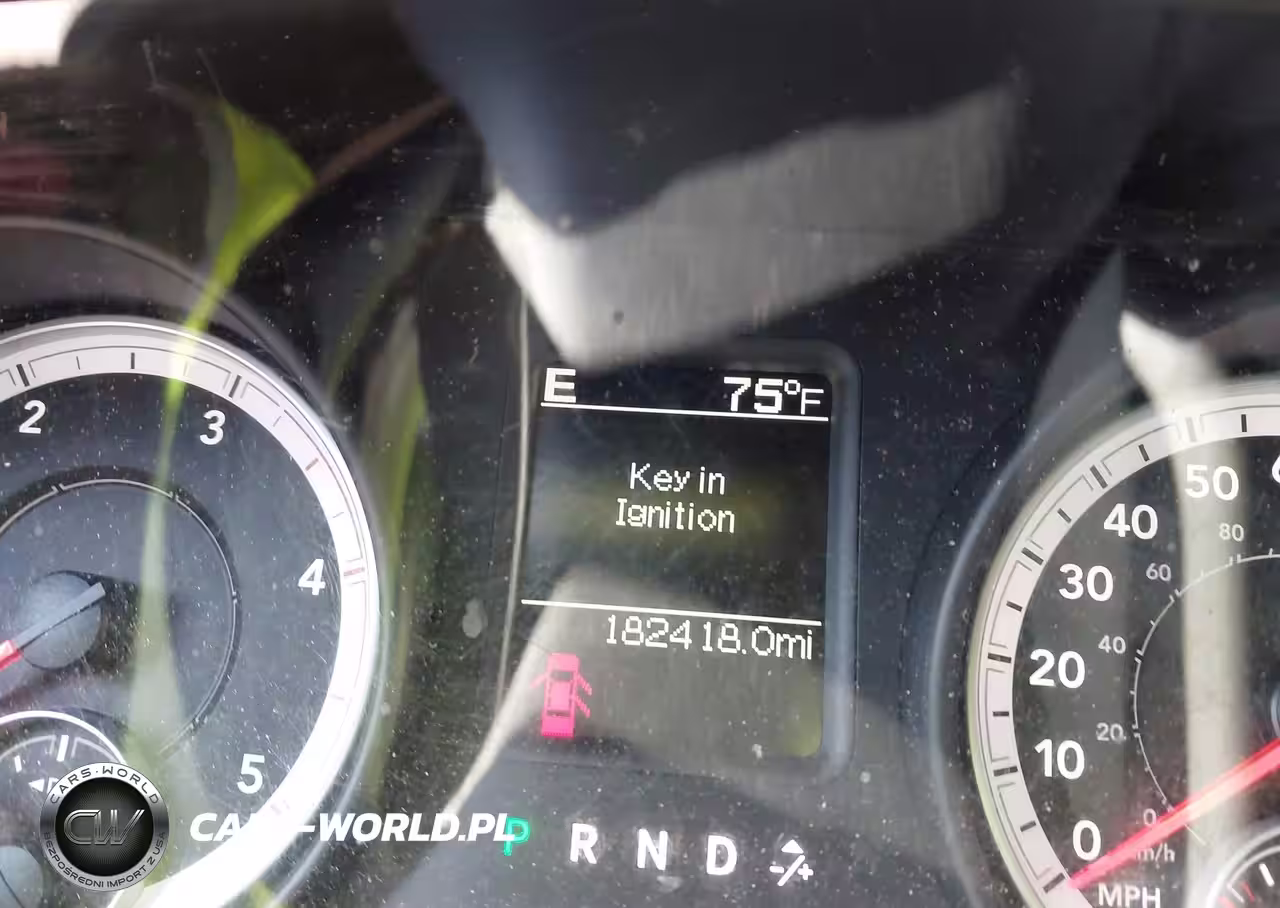 E 75°F
Key in
Ignition
182418.0mi
2 3 4 5
50
40
30
20
10
0
MPH
80
60
40
20
0
km/h
P R N D -/+
CARS-WORLD
CW
BEZPOŚREDNI IMPORT Z USA
CARS-WORLD.PL